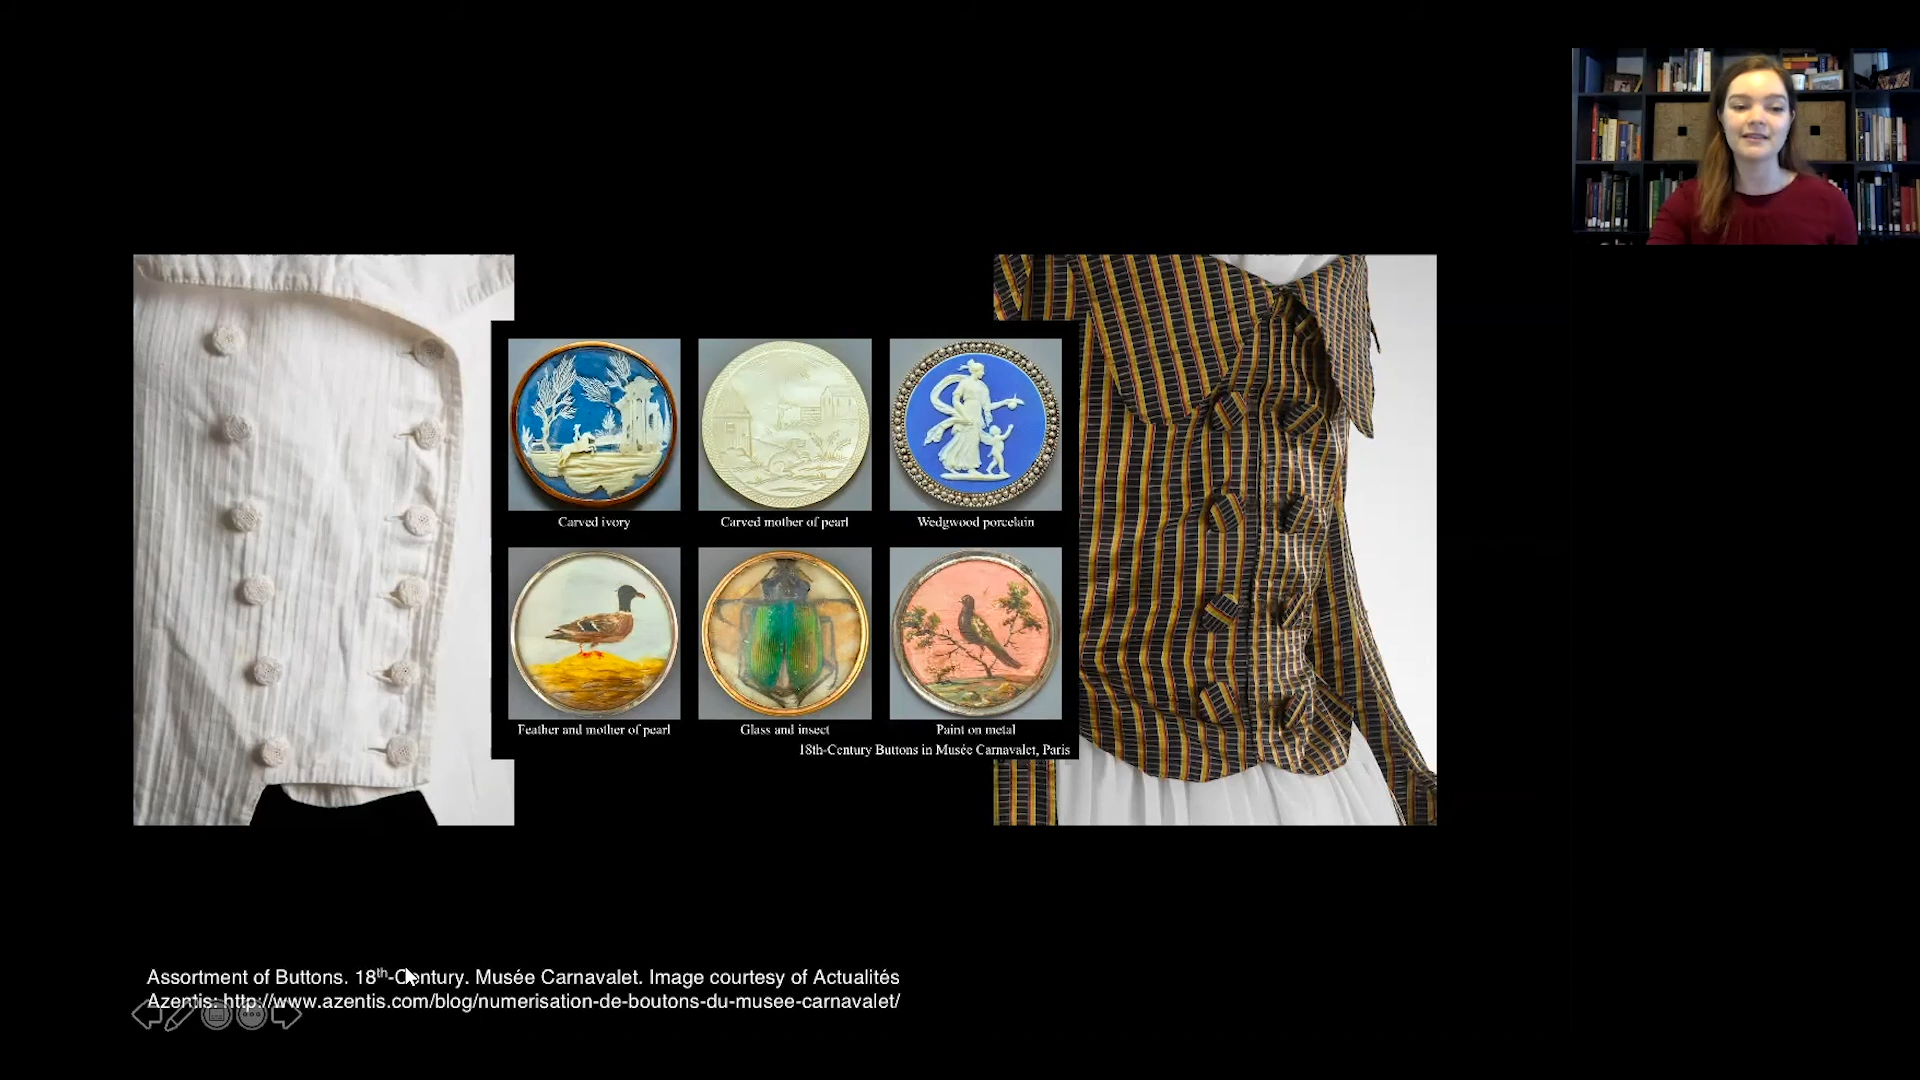 Carved ivory
Carved mother of pearl
Wedgwood porcelain
Feather and mother of pearl
Glass and insect
Paint on metal
18th-Century Buttons in Musée Carnavalet, Paris
Assortment of Buttons. 18th-Century. Musée Carnavalet. Image courtesy of Actualités
Azentis: http://www.azentis.com/blog/numerisation-de-boutons-du-musee-carnavalet/